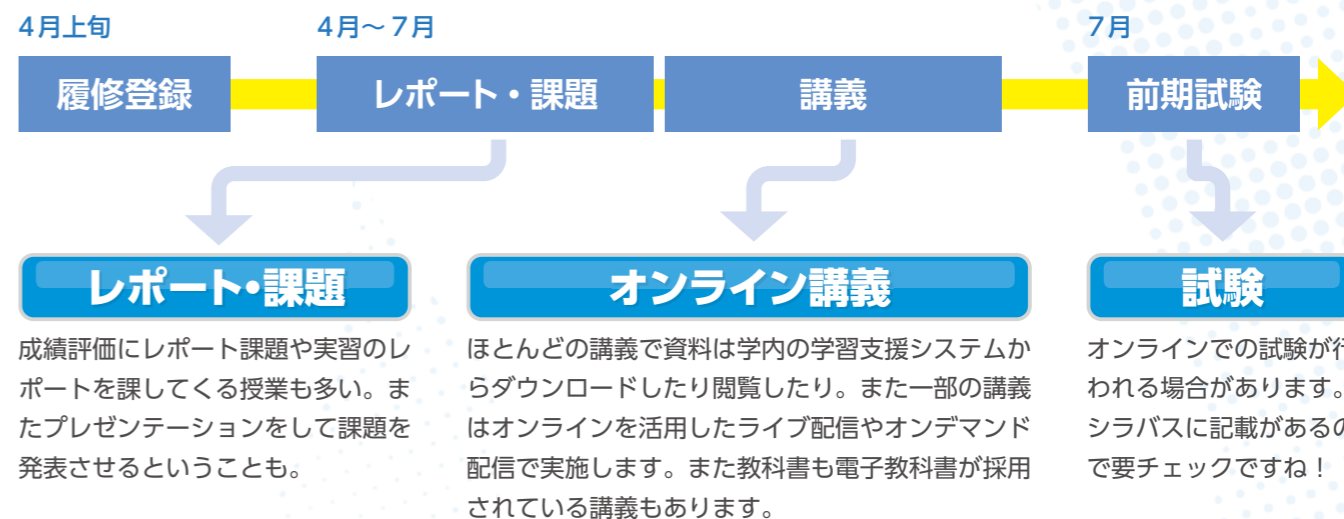 4月上旬
4月～7月
7月
履修登録
レポート・課題
講義
前期試験
レポート・課題
成績評価にレポート課題や実習のレ
ポートを課してくる授業も多い。ま
たプレゼンテーションをして課題を
発表させるということも。
オンライン講義
ほとんどの講義で資料は学内の学習支援システムか
らダウンロードしたり閲覧したり。また一部の講義
はオンラインを活用したライブ配信やオンデマンド
配信で実施します。また教科書も電子教科書が採用
されている講義もあります。
試験
オンラインでの試験が行
われる場合があります。
シラバスに記載があるの
で要チェックですね！